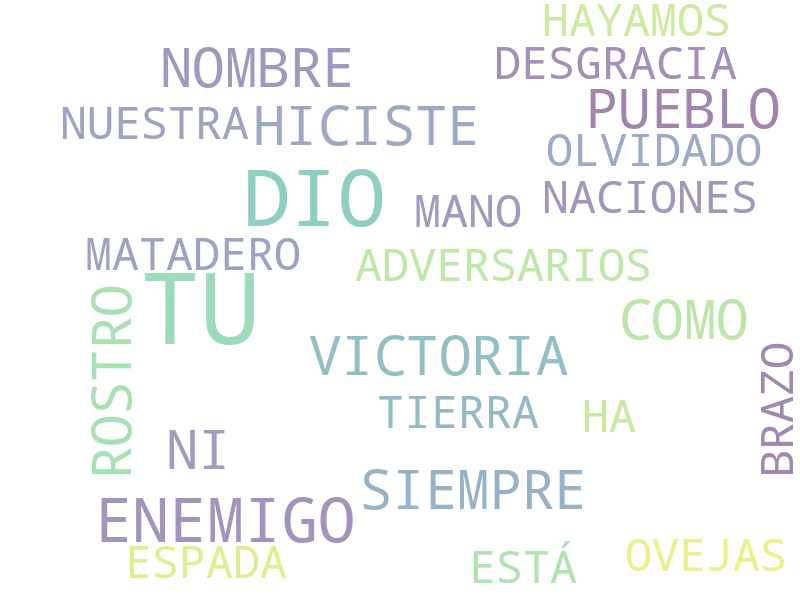 HAYAMOS
NOMBRE
DESGRACIA
PUEBLO
NUESTRA
HICISTE
OLVIDADO
DIO
MANO
NACIONES
MATADERO
ADVERSARIOS
TU
COMO
ROSTRO
VICTORIA
BRAZO
TIERRA
HA
NI
SIEMPRE
ENEMIGO
ESPADA
ESTÁ
OVEJAS